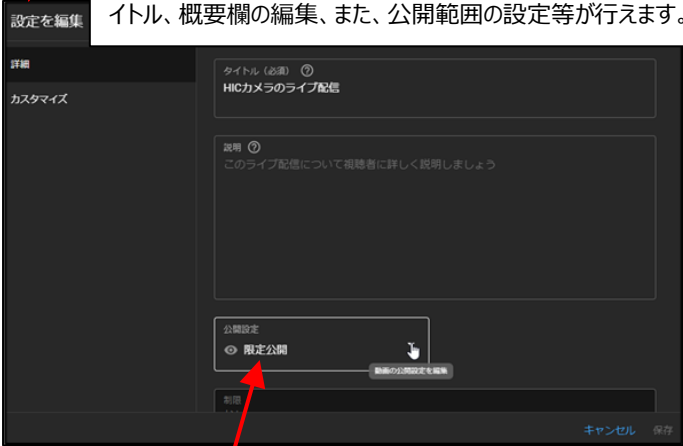 イトル、概要欄の編集、また、公開範囲の設定等が行えます。
設定を編集
詳細
カスタマイズ
タイトル（必須）
HICカメラのライブ配信
説明
このライブ配信について視聴者に詳しく説明しましょう
公開設定
限定公開
動画の公開設定を編集
制限
キャンセル 保存